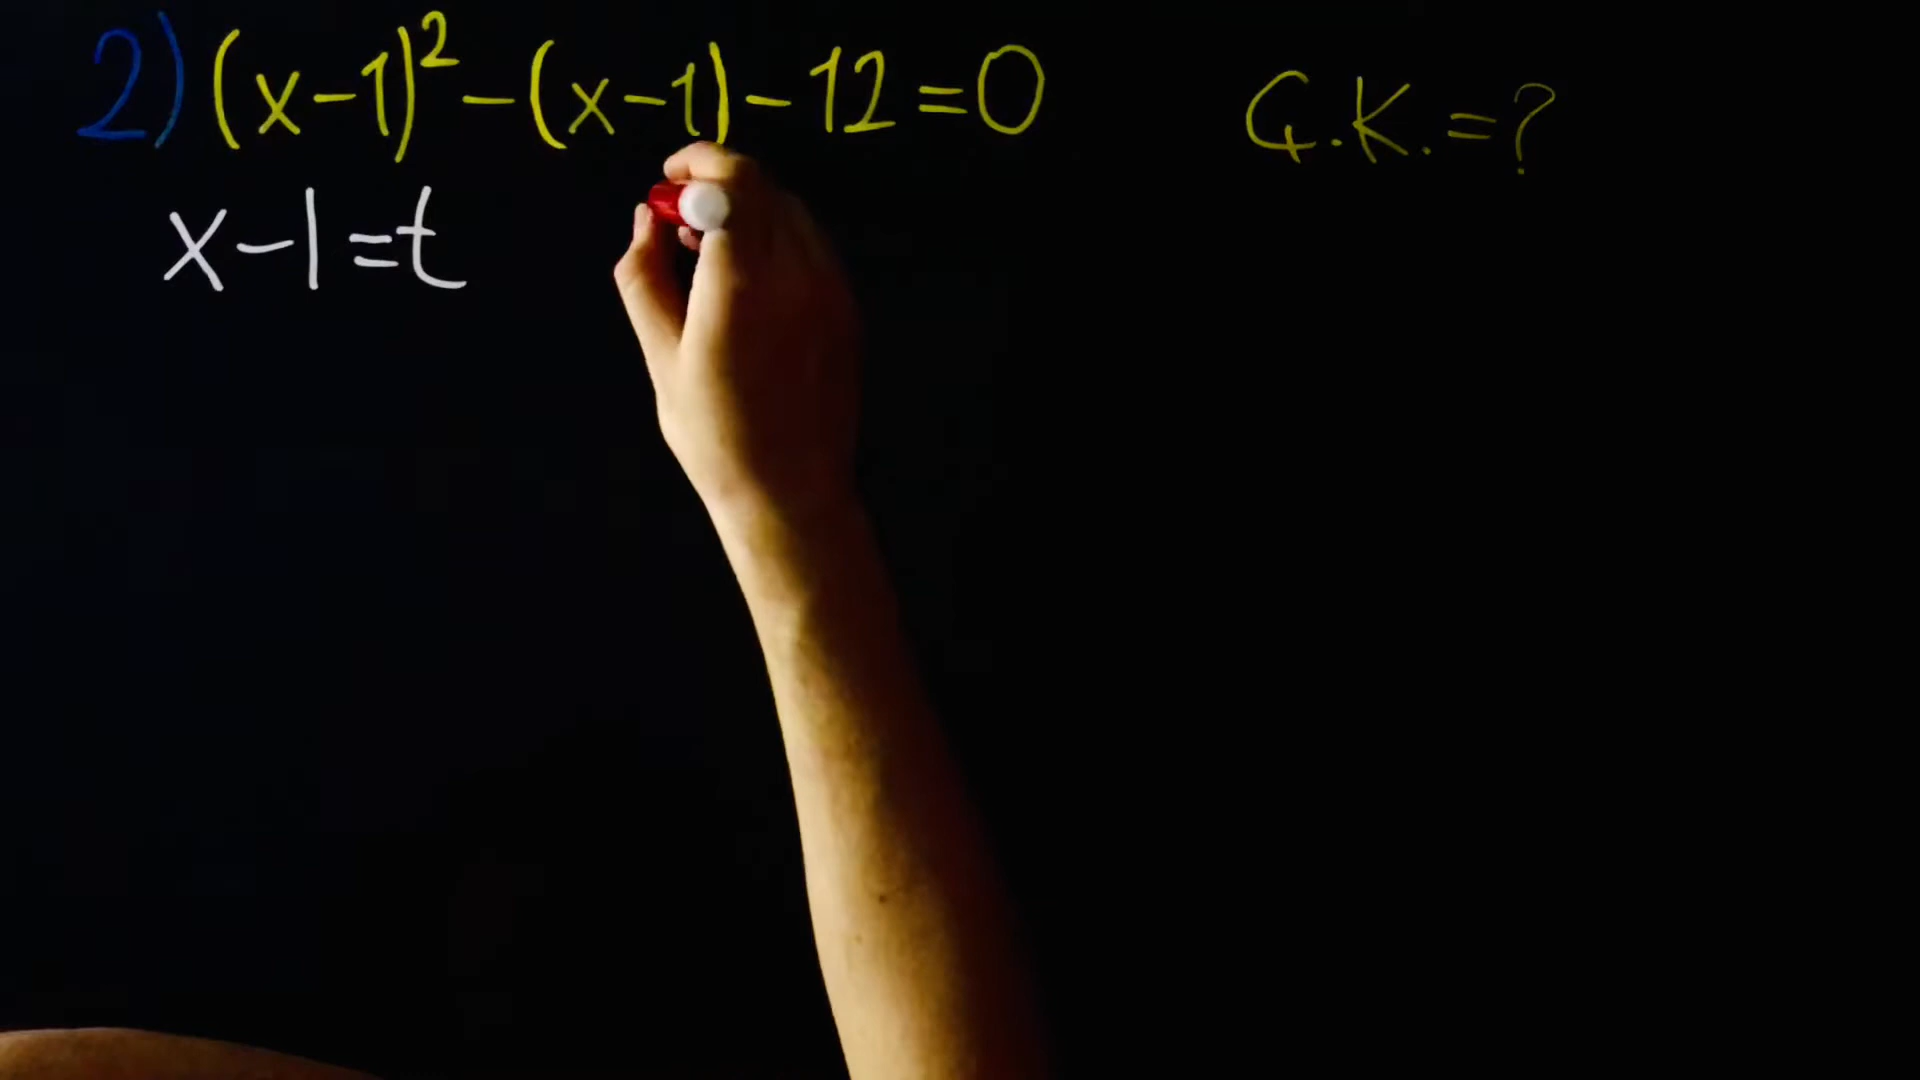 2) (x-1)² - (x-1) - 12 = 0
Ç.K. = ?
x-1=t